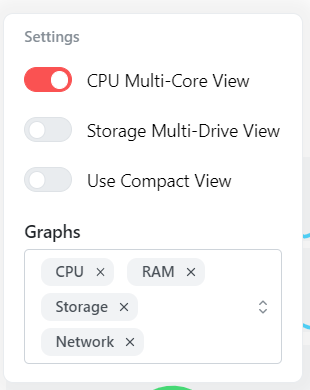 Settings
CPU Multi-Core View
Storage Multi-Drive View
Use Compact View
Graphs
CPU × RAM ×
Storage ×
Network ×